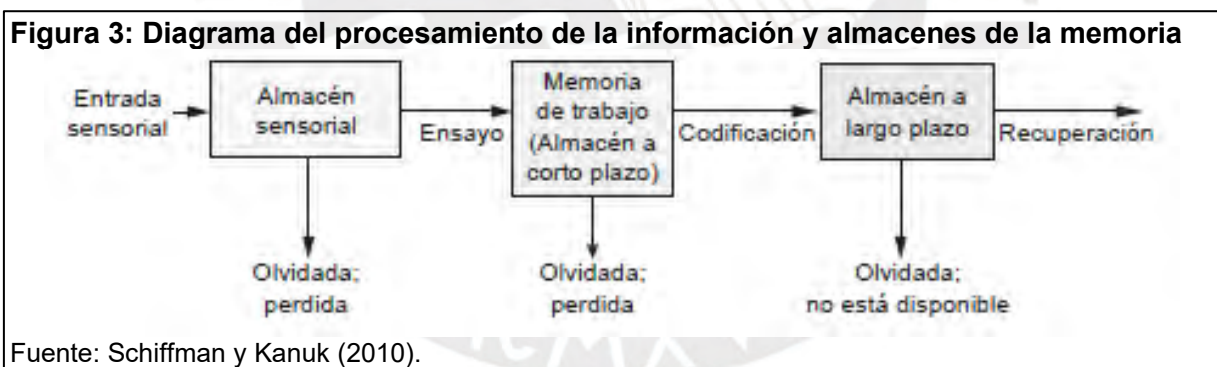 Figura 3: Diagrama del procesamiento de la información y almacenes de la memoria
Entrada
sensorial
Almacén
sensorial
Ensayo
Memoria
de trabajo
(Almacén a
corto plazo)
Codificación
Almacén a
largo plazo
Recuperación
Olvidada;
perdida
Olvidada;
perdida
Olvidada;
no está disponible
Fuente: Schiffman y Kanuk (2010).